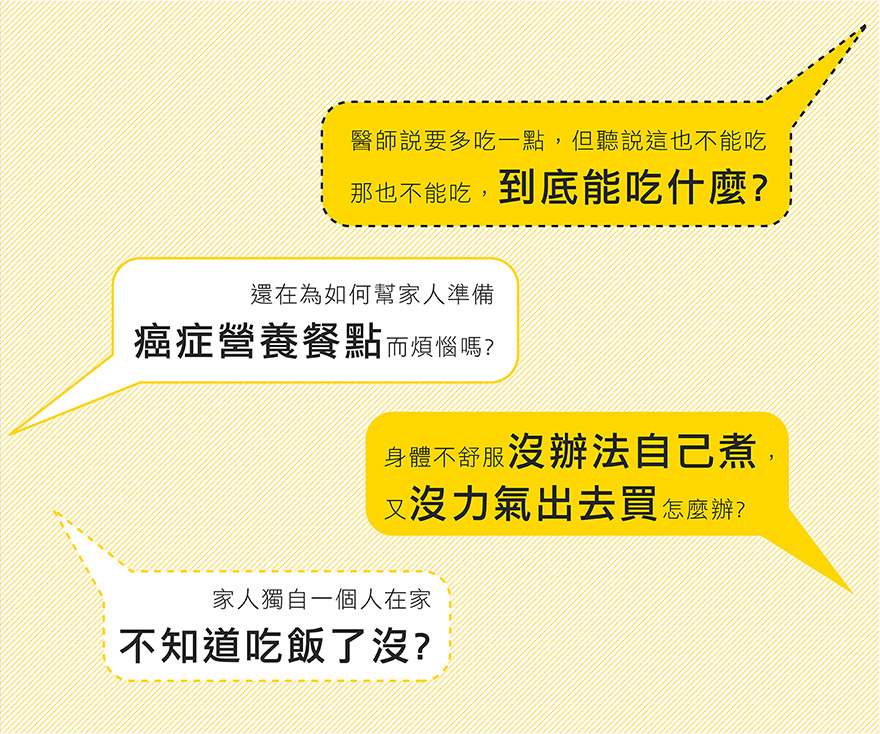 醫師説要多吃一點，但聽説這也不能吃
那也不能吃，到底能吃什麼?
還在為如何幫家人準備
癌症營養餐點而煩惱嗎?
身體不舒服沒辦法自己煮，
又沒力氣出去買怎麼辦?
家人獨自一個人在家
不知道吃飯了沒?